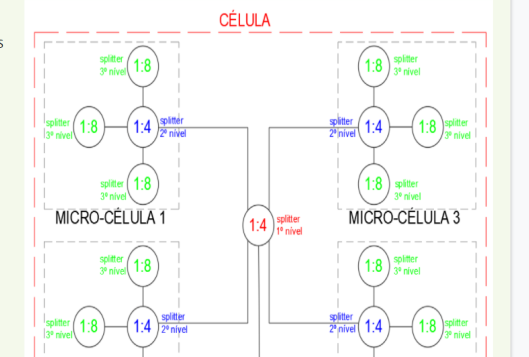 s
CÉLULA
splitter
3º nível
1:8
1:8
splitter
3º nível
splitter
3º nível
1:8
1:4
splitter
2º nível
splitter
2º nível
1:4
1:8
splitter
3º nível
splitter
3º nível
1:8
1:8
splitter
3º nível
MICRO-CÉLULA 1
MICRO-CÉLULA 3
1:4
splitter
1º nível
splitter
3º nível
1:8
1:8
splitter
3º nível
splitter
3º nível
1:8
1:4
splitter
2º nível
splitter
2º nível
1:4
1:8
splitter
3º nível